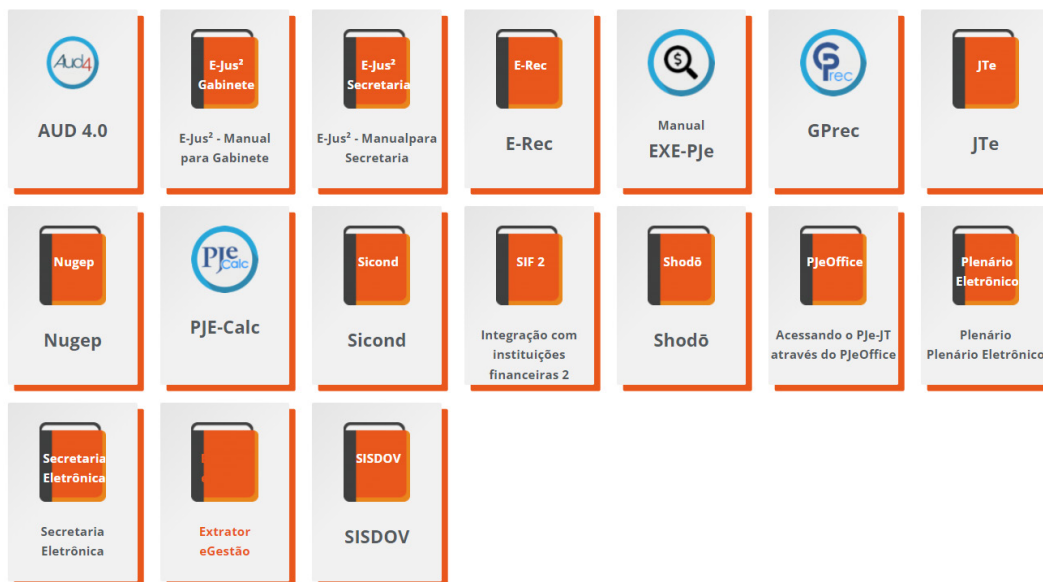 Aud4
AUD 4.0
E-Jus²
Gabinete
E-Jus² - Manual
para Gabinete
E-Jus²
Secretaria
E-Jus² - Manualpara
Secretaria
E-Rec
E-Rec
$
Manual
EXE-PJe
GPrec
GPrec
JTe
JTe
Nugep
Nugep
PJe
Calc
PJE-Calc
Sicond
Sicond
SIF 2
Integração com
instituições
financeiras 2
Shodō
Shodō
PJeOffice
Acessando o PJe-JT
através do PJeOffice
Plenário
Eletrônico
Plenário
Plenário Eletrônico
Secretaria
Eletrônica
Secretaria
Eletrônica
Extrator
eGestão
SISDOV
SISDOV